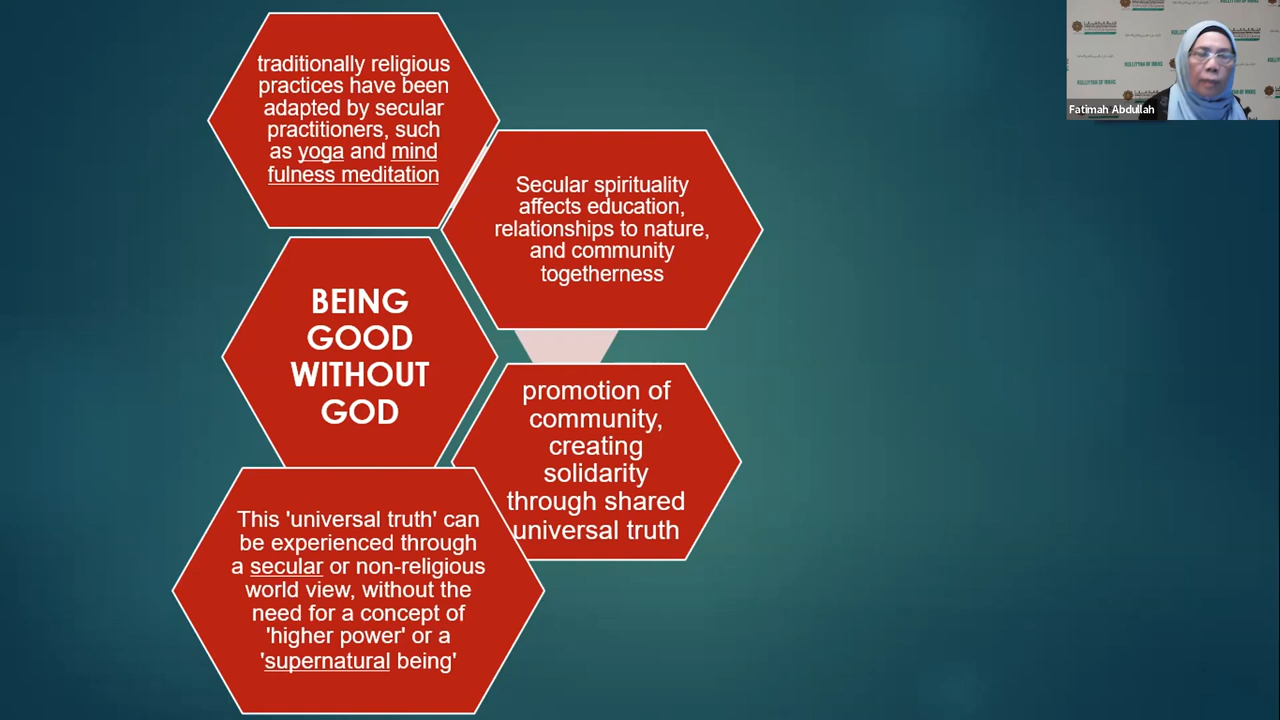 traditionally religious
practices have been
adapted by secular
practitioners, such
as yoga and mind
fulness meditation
Secular spirituality
affects education,
relationships to nature,
and community
togetherness
BEING
GOOD
WITHOUT
GOD
promotion of
community,
creating
solidarity
through shared
universal truth
This 'universal truth' can
be experienced through
a secular or non-religious
world view, without the
need for a concept of
'higher power' or a
'supernatural being'
KULLIYYAH OF IRKHS
Fatimah Abdullah